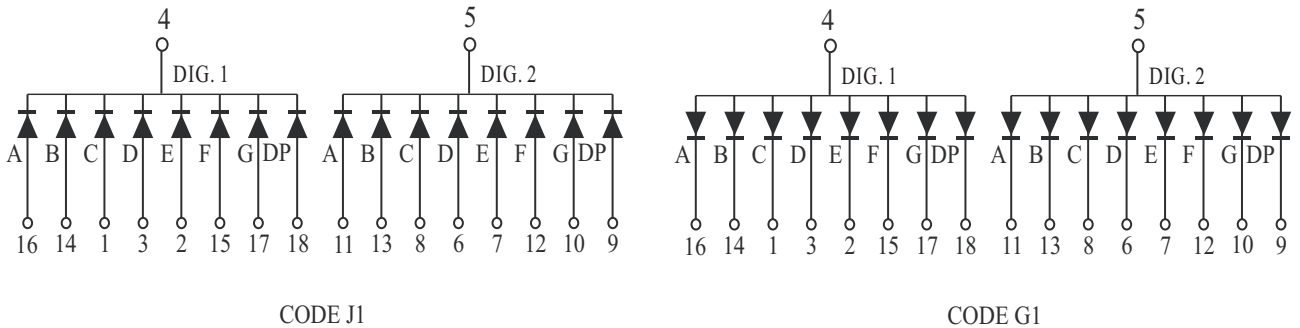 4 5 4 5
DIG. 1 DIG. 2 DIG. 1 DIG. 2
A B C D E F G DP A B C D E F G DP A B C D E F G DP A B C D E F G DP
16 14 1 3 2 15 17 18 11 13 8 6 7 12 10 9 16 14 1 3 2 15 17 18 11 13 8 6 7 12 10 9
CODE J1 CODE G1